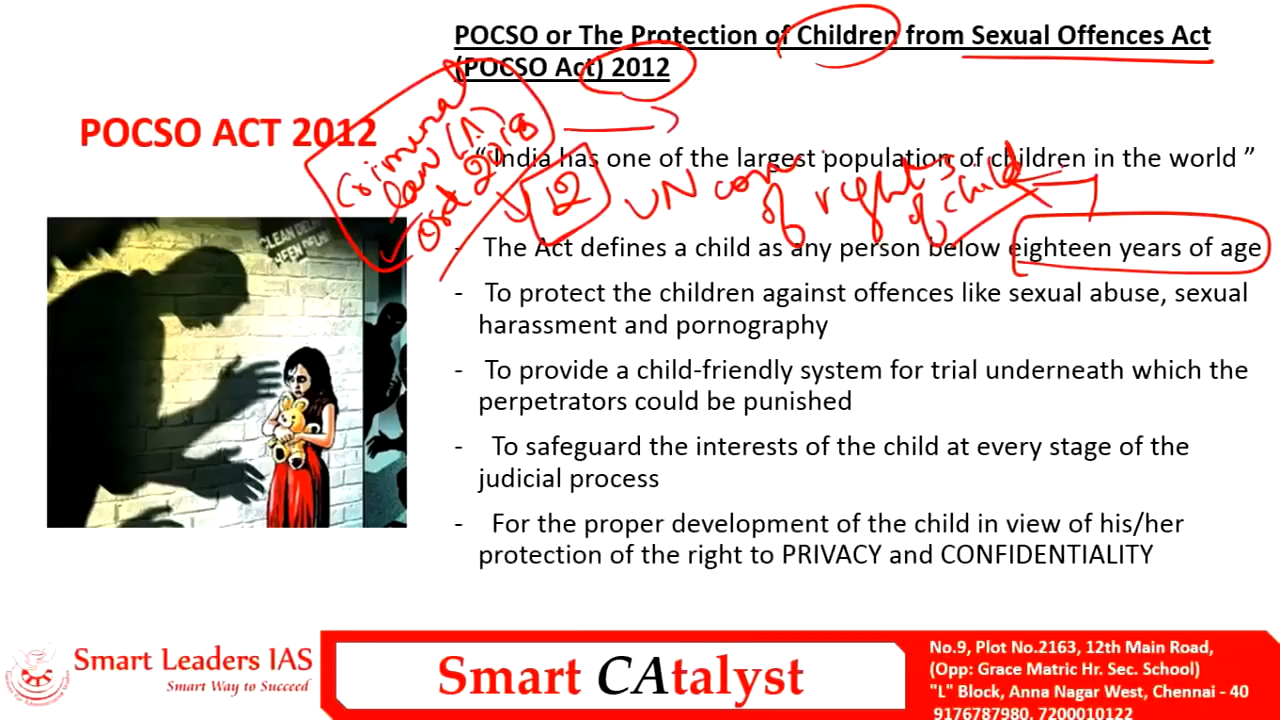 POCSO or The Protection of Children from Sexual Offences Act
(POCSO Act) 2012
POCSO ACT 2012
Criminal
law (A)
Ord 2018
“India has one of the largest population of children in the world ”
12
UN con
of rights
of child
- The Act defines a child as any person below eighteen years of age
- To protect the children against offences like sexual abuse, sexual
harassment and pornography
- To provide a child-friendly system for trial underneath which the
perpetrators could be punished
- To safeguard the interests of the child at every stage of the
judicial process
- For the proper development of the child in view of his/her
protection of the right to PRIVACY and CONFIDENTIALITY
CLEAN DELHI
Smart Leaders IAS
Smart Way to Succeed
Smart CAtalyst
No.9, Plot No.2163, 12th Main Road,
(Opp: Grace Matric Hr. Sec. School)
"L" Block, Anna Nagar West, Chennai - 40
9176787980, 7200010122